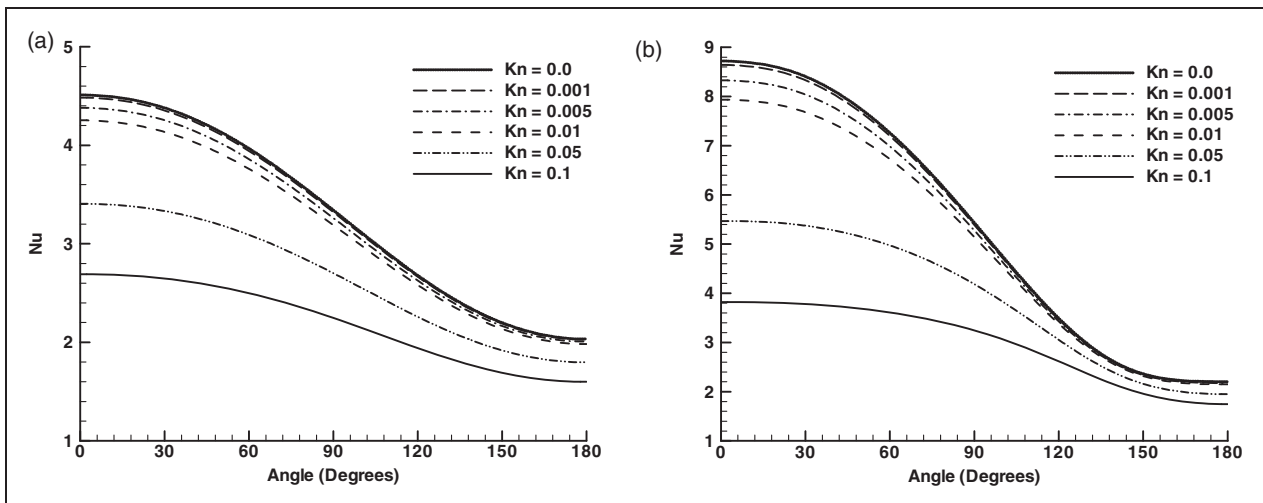 (a)
5
4
3
2
1
Nu
0
30
60
90
120
150
180
Angle (Degrees)
Kn = 0.0
Kn = 0.001
Kn = 0.005
Kn = 0.01
Kn = 0.05
Kn = 0.1
(b)
9
8
7
6
5
4
3
2
1
Nu
0
30
60
90
120
150
180
Angle (Degrees)
Kn = 0.0
Kn = 0.001
Kn = 0.005
Kn = 0.01
Kn = 0.05
Kn = 0.1